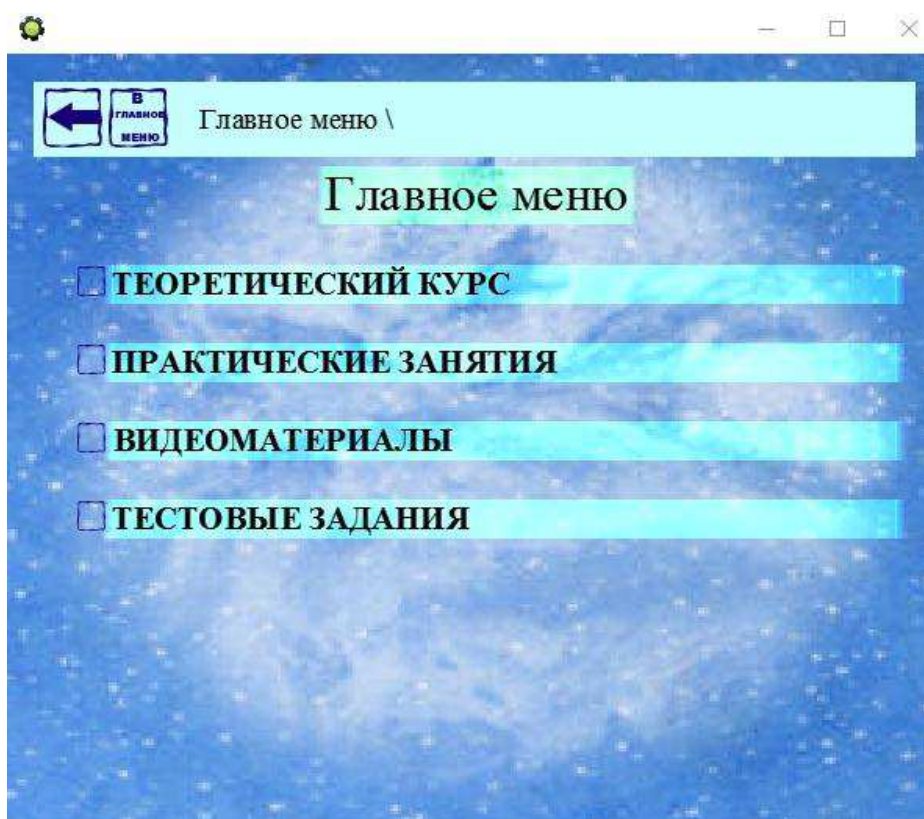 В
ГЛАВНОЕ
МЕНЮ
Главное меню \
Главное меню
ТЕОРЕТИЧЕСКИЙ КУРС
ПРАКТИЧЕСКИЕ ЗАНЯТИЯ
ВИДЕОМАТЕРИАЛЫ
ТЕСТОВЫЕ ЗАДАНИЯ